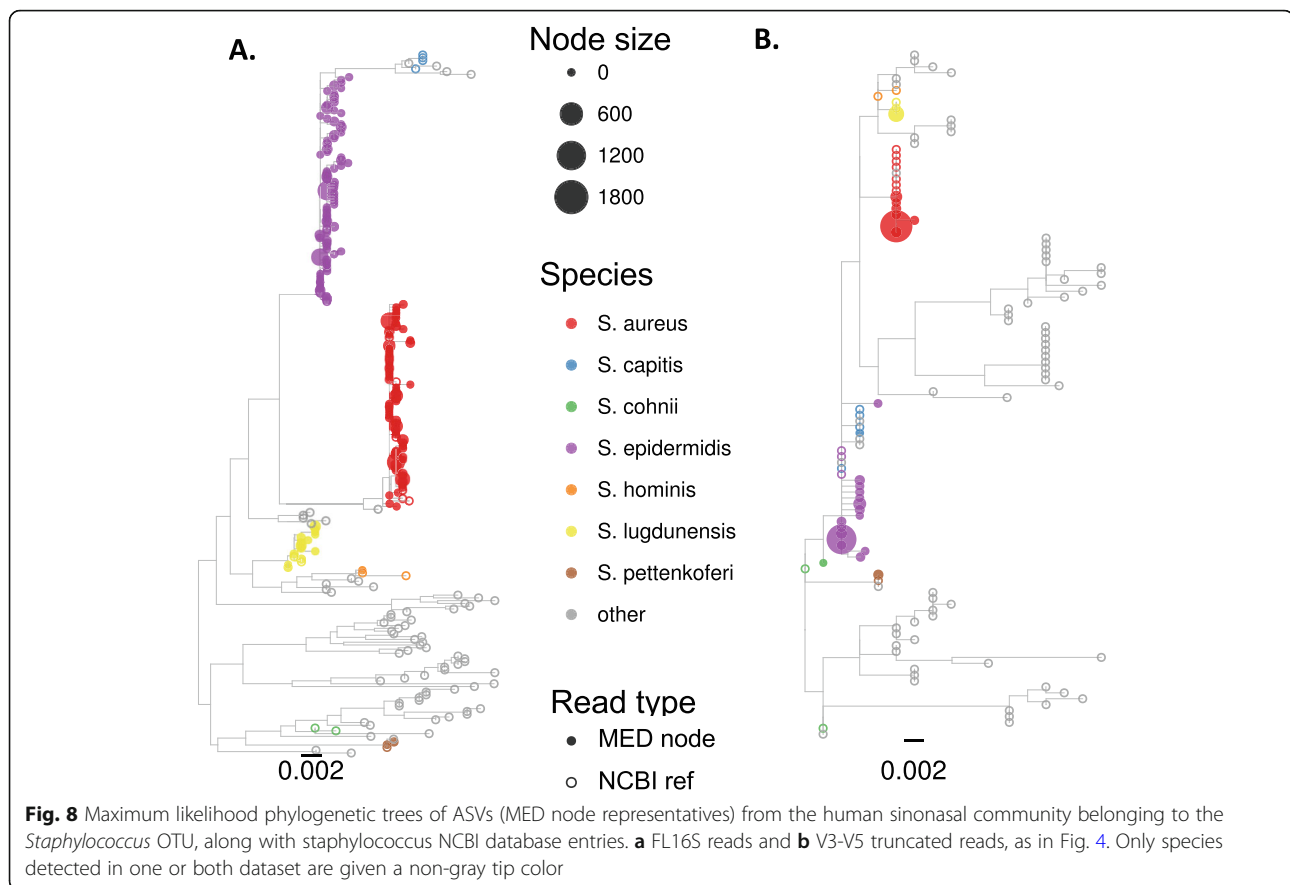 A.
Node size
0
600
1200
1800
Species
S. aureus
S. capitis
S. cohnii
S. epidermidis
S. hominis
S. lugdunensis
S. pettenkoferi
other
Read type
MED node
NCBI ref
0.002
B.
0.002
Fig. 8 Maximum likelihood phylogenetic trees of ASVs (MED node representatives) from the human sinonasal community belonging to the
Staphylococcus OTU, along with staphylococcus NCBI database entries. a FL16S reads and b V3-V5 truncated reads, as in Fig. 4. Only species
detected in one or both dataset are given a non-gray tip color